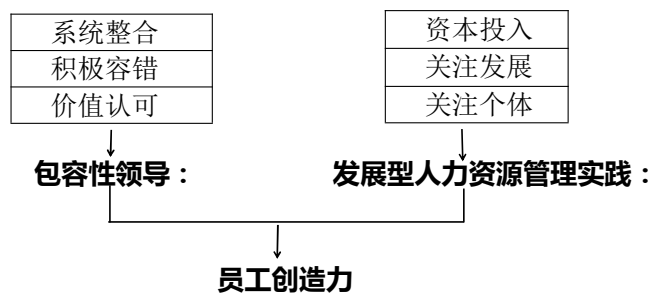 系统整合
积极容错
价值认可
资本投入
关注发展
关注个体
包容性领导：
发展型人力资源管理实践：
员工创造力